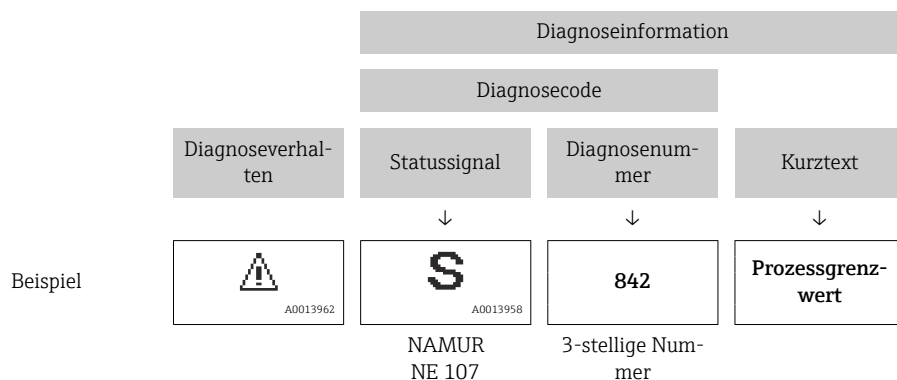 Diagnoseinformation
Diagnosecode
Diagnoseverhal-
ten
Statussignal
Diagnosenum-
mer
Kurztext
↓ ↓ ↓
Beispiel
A0013962
S
A0013958
842
Prozessgrenz-
wert
NAMUR
NE 107
3-stellige Num-
mer